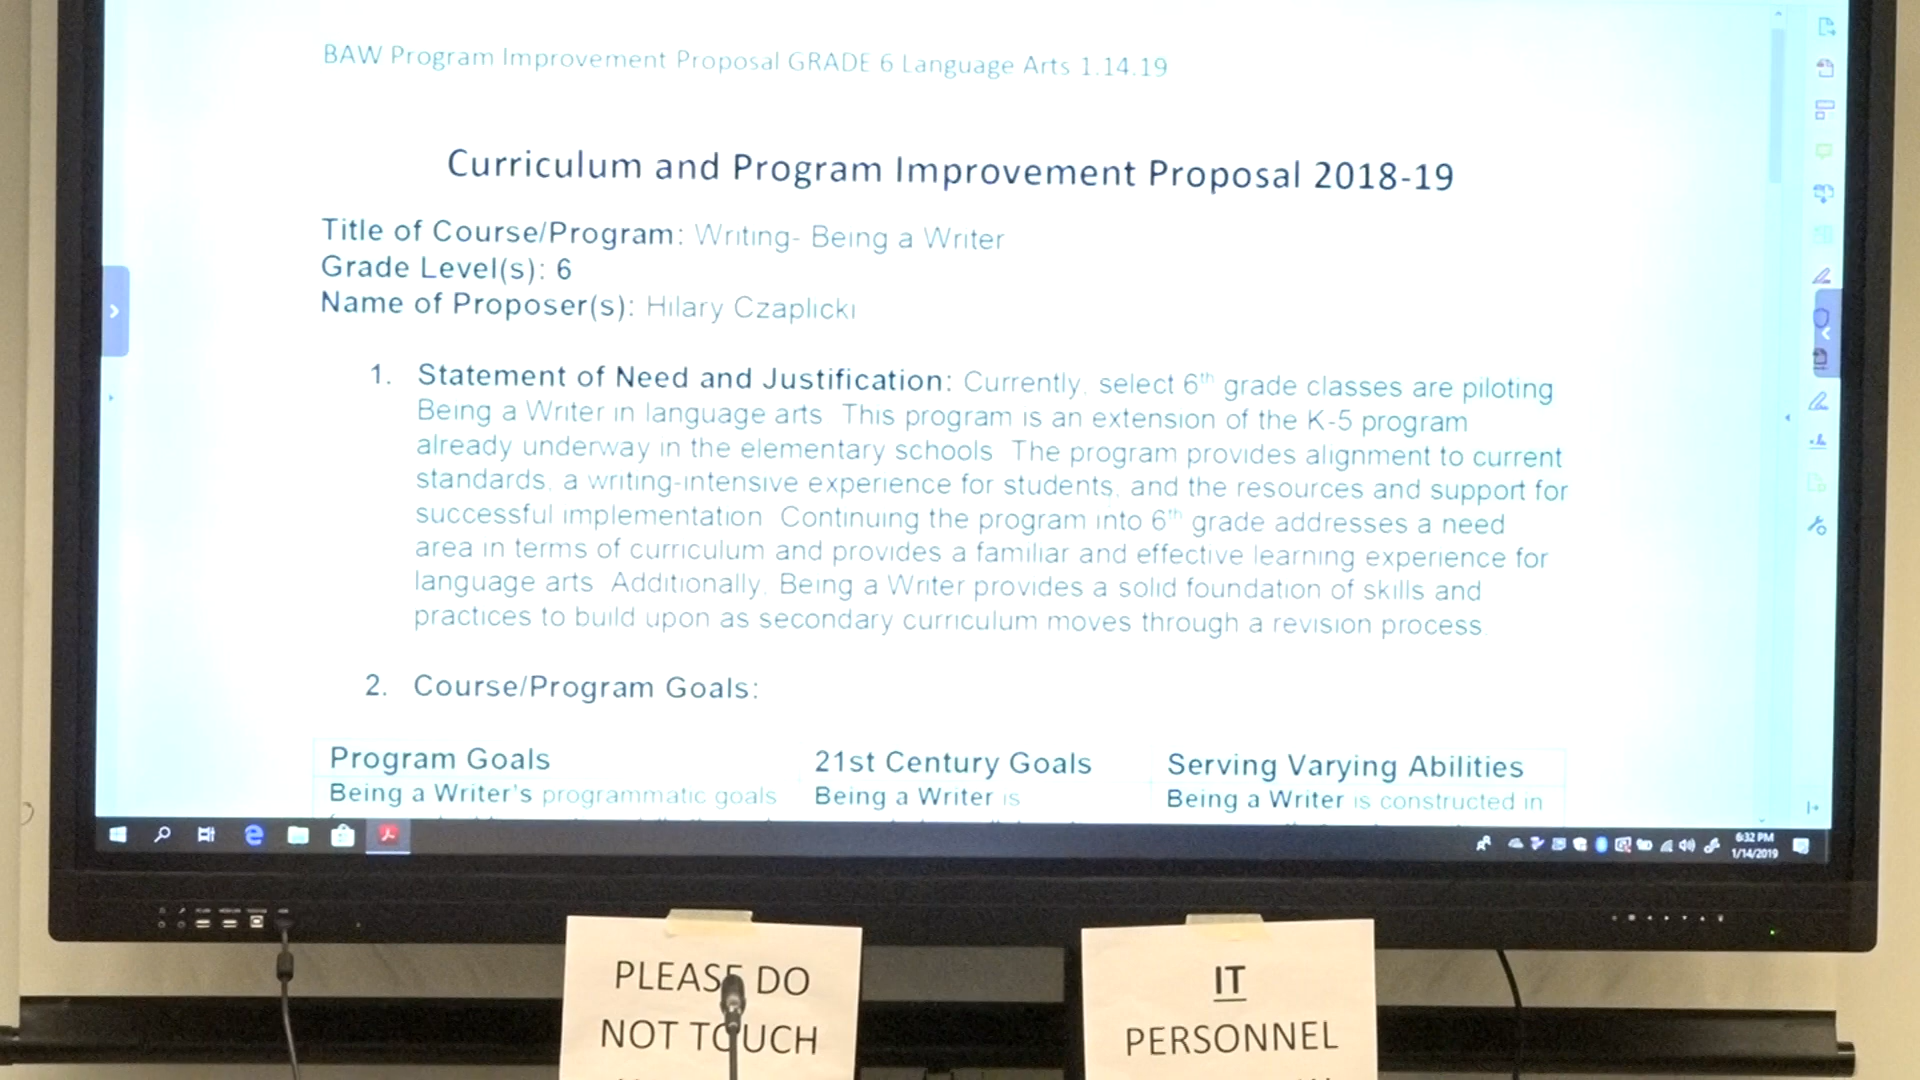 BAW Program Improvement Proposal GRADE 6 Language Arts 1.14.19
Curriculum and Program Improvement Proposal 2018-19
Title of Course/Program: Writing- Being a Writer
Grade Level(s): 6
Name of Proposer(s): Hilary Czaplicki
1. Statement of Need and Justification: Currently, select 6th grade classes are piloting
Being a Writer in language arts. This program is an extension of the K-5 program
already underway in the elementary schools. The program provides alignment to current
standards, a writing-intensive experience for students, and the resources and support for
successful implementation. Continuing the program into 6th grade addresses a need
area in terms of curriculum and provides a familiar and effective learning experience for
language arts. Additionally, Being a Writer provides a solid foundation of skills and
practices to build upon as secondary curriculum moves through a revision process.
2. Course/Program Goals:
Program Goals 21st Century Goals Serving Varying Abilities
Being a Writer's programmatic goals Being a Writer is Being a Writer is constructed in
6:32 PM
1/14/2019
PLEASE DO
NOT TOUCH
IT
PERSONNEL